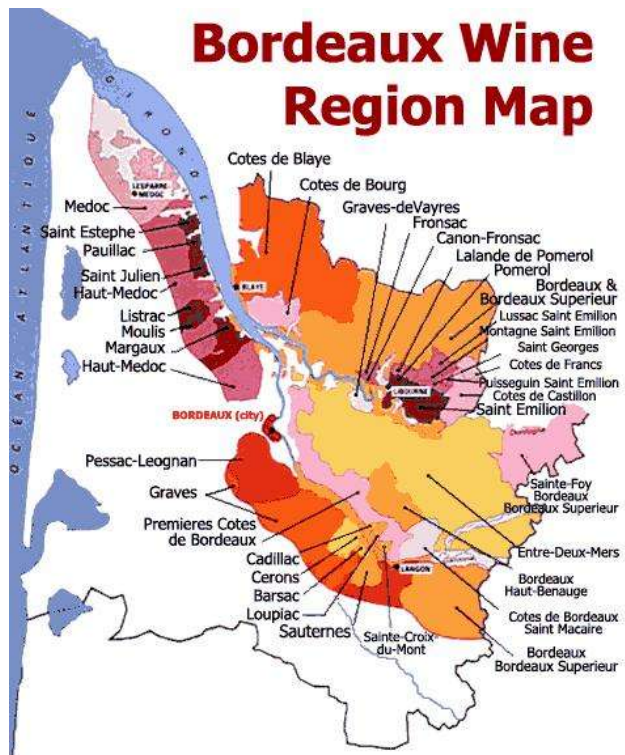 Bordeaux Wine
Region Map
GIRONDE
OCÉAN ATLANTIQUE
Cotes de Blaye
Cotes de Bourg
Graves-deVayres
Fronsac
Canon-Fronsac
Lalande de Pomerol
Pomerol
Bordeaux &
Bordeaux Superieur
Lussac Saint Emilion
Montagne Saint Emilion
Saint Georges
Cotes de Francs
Puisseguin Saint Emilion
Cotes de Castillon
Saint Emilion
LESPARRE
MEDOC
Medoc
Saint Estephe
Pauillac
Saint Julien
Haut-Medoc
Listrac
Moulis
Margaux
Haut-Medoc
BLAYE
LIBOURNE
BORDEAUX (city)
Pessac-Leognan
Graves
Premieres Cotes
de Bordeaux
Cadillac
Cerons
Barsac
Loupiac
Sauternes
Sainte-Croix
du-Mont
LANGON
Sainte-Foy
Bordeaux
Bordeaux Superieur
Entre-Deux-Mers
Bordeaux
Haut-Benauge
Cotes de Bordeaux
Saint Macaire
Bordeaux
Bordeaux Superieur